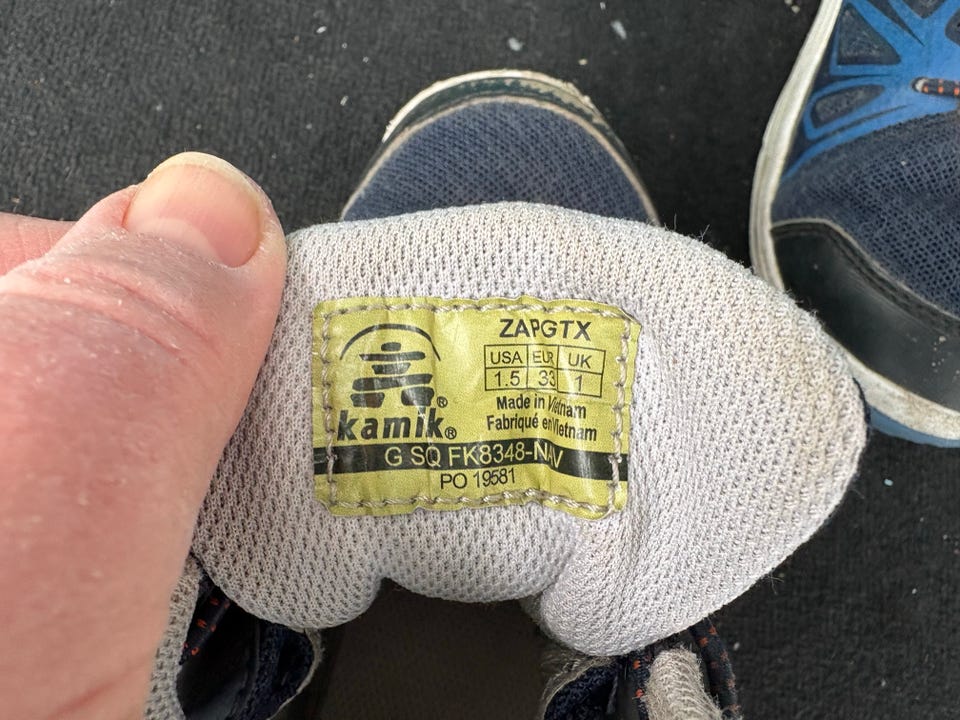 ZAPGTX
USA EUR UK
1.5 33 1
kamik®
Made in Vietnam
Fabriqué en Vietnam
G SQ FK8348-NAV
PO 19581